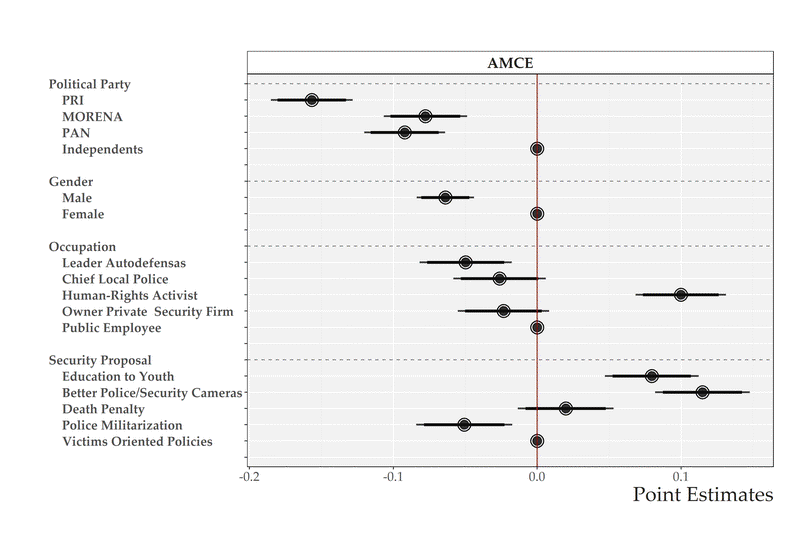 AMCE
Political Party
PRI
MORENA
PAN
Independents
Gender
Male
Female
Occupation
Leader Autodefensas
Chief Local Police
Human-Rights Activist
Owner Private  Security Firm
Public Employee
Security Proposal
Education to Youth
Better Police/Security Cameras
Death Penalty
Police Militarization
Victims Oriented Policies
-0.2 -0.1 0.0 0.1
Point Estimates